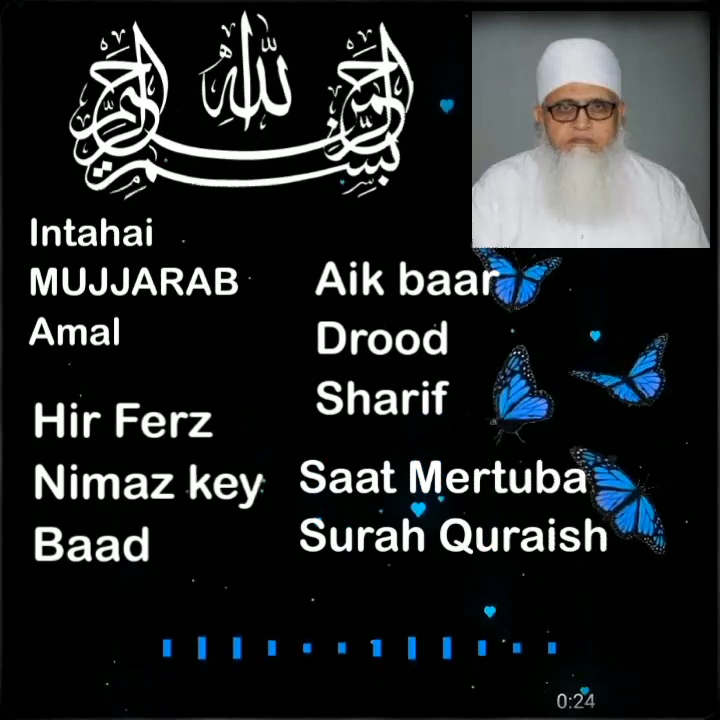 بسم الله الرحمن الرحيم
Intahai
MUJJARAB
Amal
Hir Ferz
Nimaz key
Baad
Aik baar
Drood
Sharif
Saat Mertuba
Surah Quraish
0:24